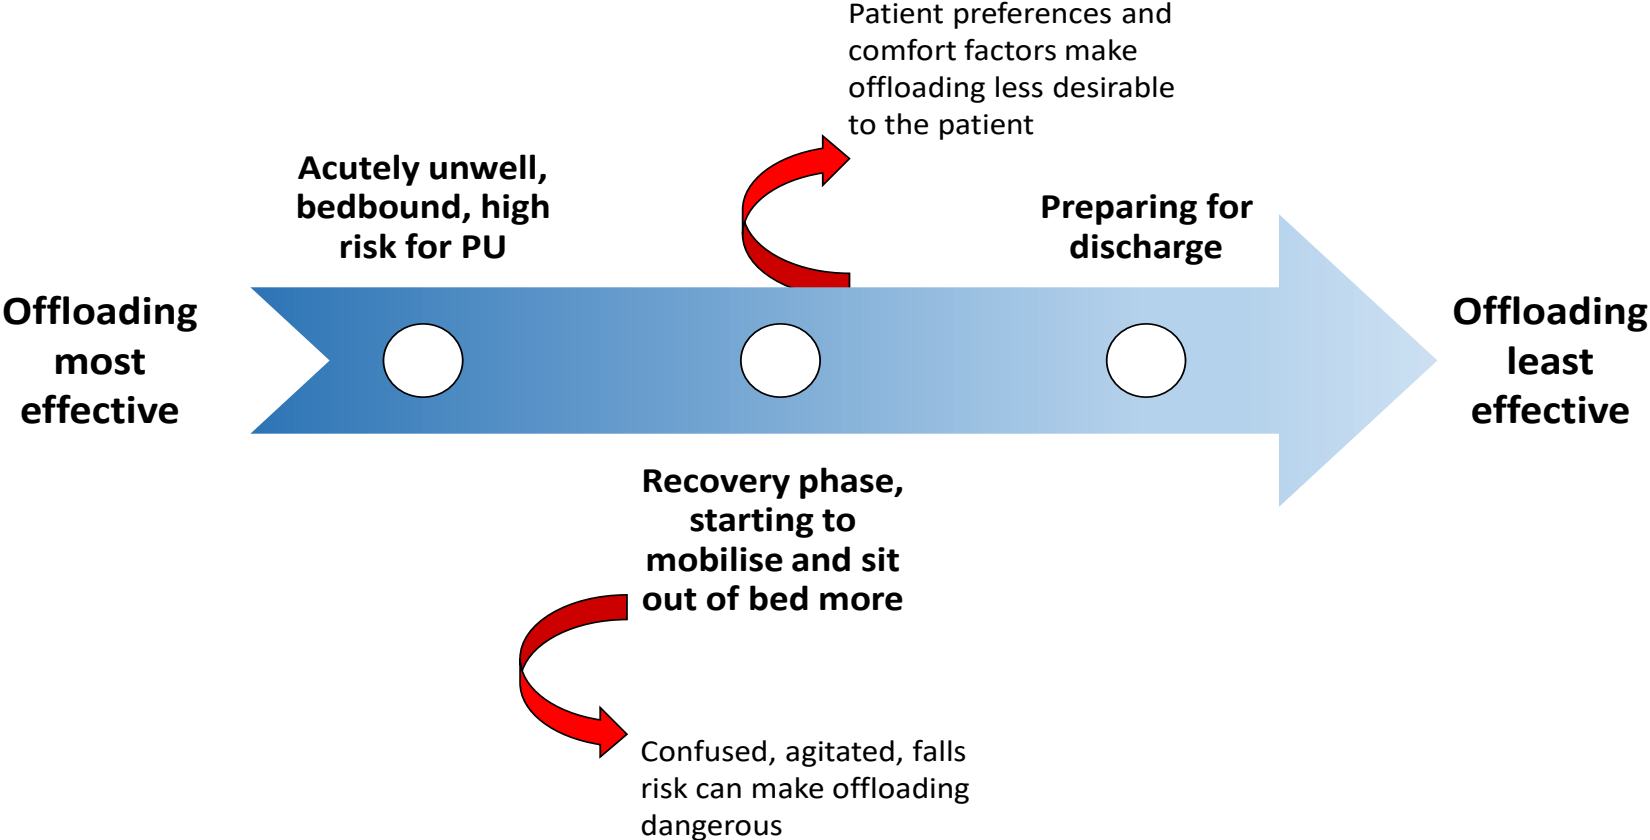 Patient preferences and
comfort factors make
offloading less desirable
to the patient
Acutely unwell,
bedbound, high
risk for PU
Preparing for
discharge
Offloading
most
effective
Offloading
least
effective
Recovery phase,
starting to
mobilise and sit
out of bed more
Confused, agitated, falls
risk can make offloading
dangerous